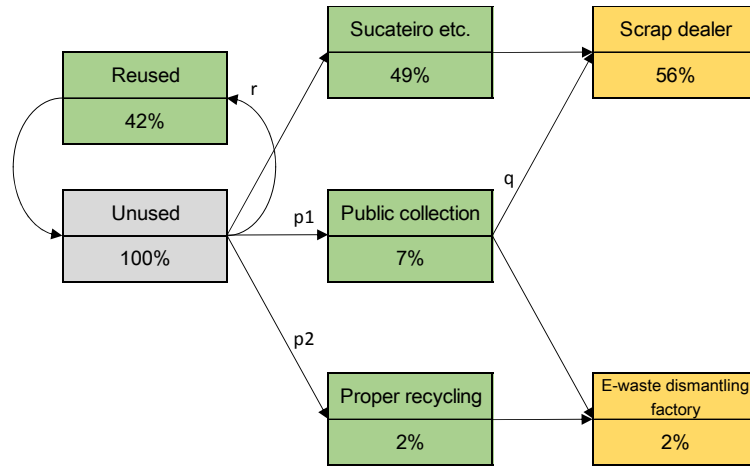 Sucateiro etc.
49%
Scrap dealer
56%
Reused
42%
r
Unused
100%
p1
Public collection
7%
q
p2
Proper recycling
2%
E-waste dismantling
factory
2%